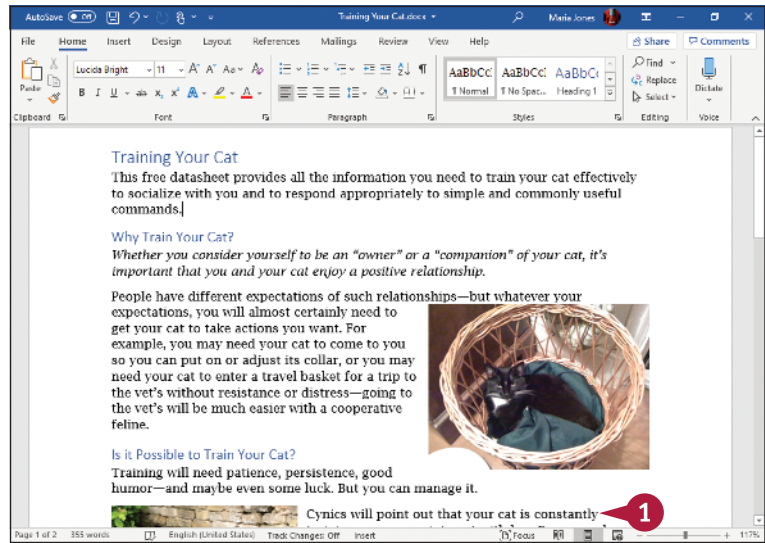 AutoSave Off
Training Your Cat.docx
Maria Jones
File Home Insert Design Layout References Mailings Review View Help
Share Comments
Paste
Lucida Bright 11 A A Aa A
B I U ab x x A A
AaBbCc AaBbCc AaBbCc
¶ Normal ¶ No Spac... Heading 1
Find
Replace
Select
Dictate
Clipboard Font Paragraph Styles Editing Voice
Training Your Cat
This free datasheet provides all the information you need to train your cat effectively
to socialize with you and to respond appropriately to simple and commonly useful
commands.
Why Train Your Cat?
Whether you consider yourself to be an “owner” or a “companion” of your cat, it’s
important that you and your cat enjoy a positive relationship.
People have different expectations of such relationships—but whatever your
expectations, you will almost certainly need to
get your cat to take actions you want. For
example, you may need your cat to come to you
so you can put on or adjust its collar, or you may
need your cat to enter a travel basket for a trip to
the vet’s without resistance or distress—going to
the vet’s will be much easier with a cooperative
feline.
Is it Possible to Train Your Cat?
Training will need patience, persistence, good
humor—and maybe even some luck. But you can manage it.
Cynics will point out that your cat is constantly
1
Page 1 of 2 355 words English (United States) Track Changes: Off Insert Focus 117%